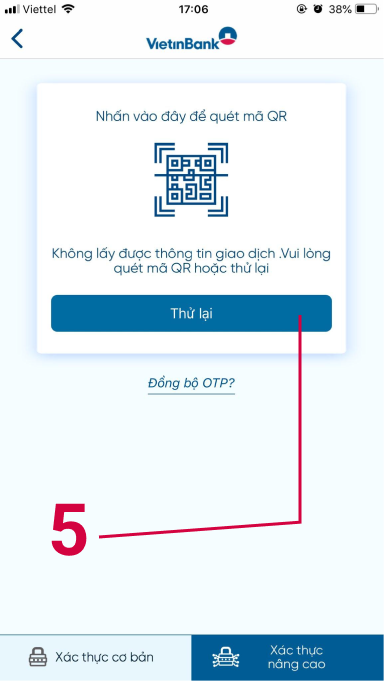 Viettel 17:06 38%
VietinBank
Nhấn vào đây để quét mã QR
Không lấy được thông tin giao dịch .Vui lòng
quét mã QR hoặc thử lại
Thử lại
Đồng bộ OTP?
5
Xác thực cơ bản
Xác thực
nâng cao